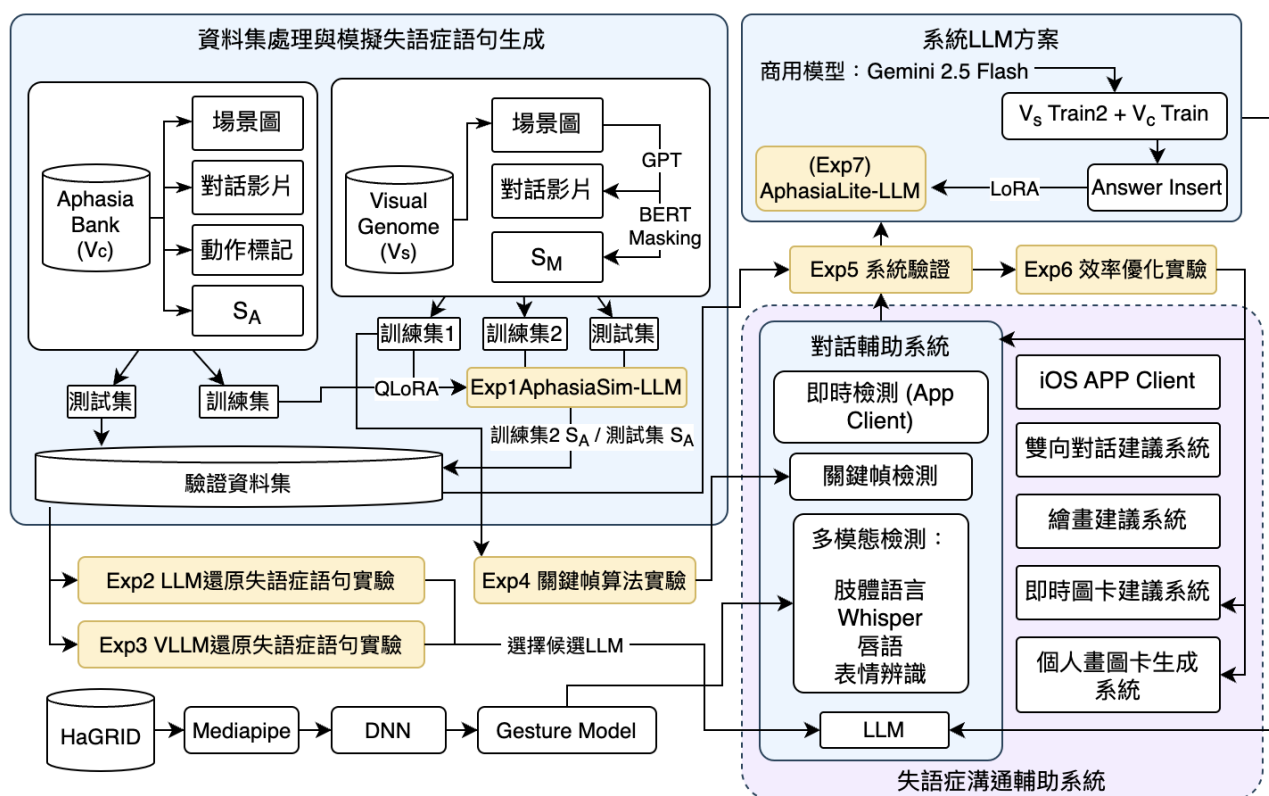 資料集處理與模擬失語症語句生成
Aphasia
Bank
(Vc)
場景圖
對話影片
動作標記
SA
Visual
Genome
(Vs)
場景圖
對話影片
SM
GPT
BERT
Masking
測試集
訓練集
訓練集1
訓練集2
測試集
QLoRA
Exp1AphasiaSim-LLM
訓練集2 SA / 測試集 SA
驗證資料集
Exp2 LLM還原失語症語句實驗
Exp3 VLLM還原失語症語句實驗
Exp4 關鍵幀算法實驗
選擇候選LLM
HaGRID
Mediapipe
DNN
Gesture Model
系統LLM方案
商用模型：Gemini 2.5 Flash
Vs Train2 + Vc Train
(Exp7)
AphasiaLite-LLM
LoRA
Answer Insert
Exp5 系統驗證
Exp6 效率優化實驗
對話輔助系統
即時檢測 (App
Client)
關鍵幀檢測
多模態檢測：
肢體語言
Whisper
唇語
表情辨識
LLM
iOS APP Client
雙向對話建議系統
繪畫建議系統
即時圖卡建議系統
個人畫圖卡生成
系統
失語症溝通輔助系統